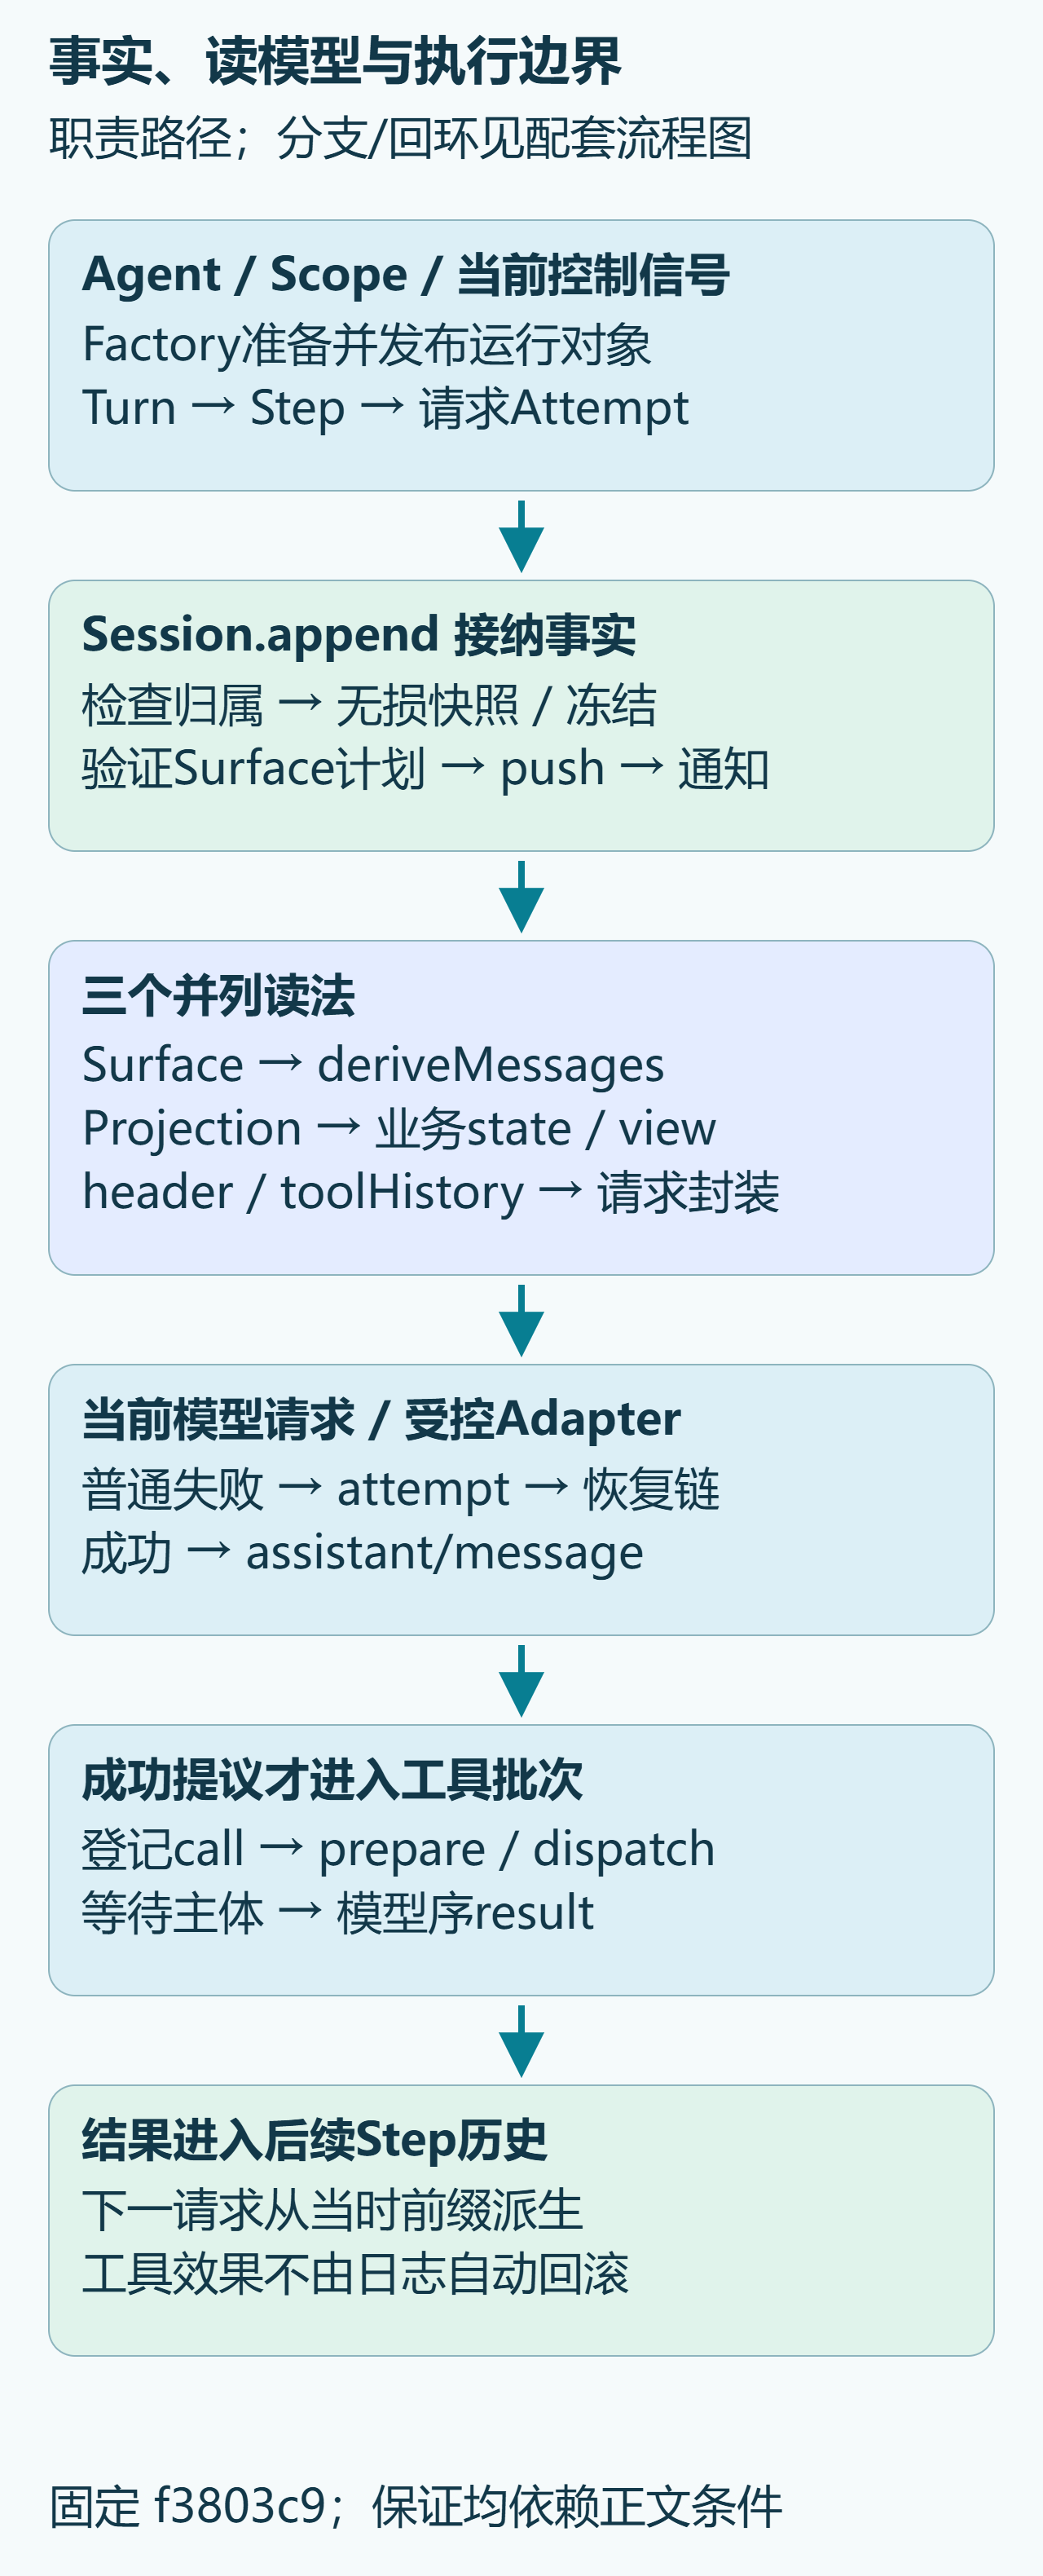 事实、读模型与执行边界
职责路径；分支/回环见配套流程图
Agent / Scope / 当前控制信号
Factory准备并发布运行对象
Turn → Step → 请求Attempt
Session.append 接纳事实
检查归属 → 无损快照 / 冻结
验证Surface计划 → push → 通知
三个并列读法
Surface → deriveMessages
Projection → 业务state / view
header / toolHistory → 请求封装
当前模型请求 / 受控Adapter
普通失败 → attempt → 恢复链
成功 → assistant/message
成功提议才进入工具批次
登记call → prepare / dispatch
等待主体 → 模型序result
结果进入后续Step历史
下一请求从当时前缀派生
工具效果不由日志自动回滚
固定 f3803c9；保证均依赖正文条件